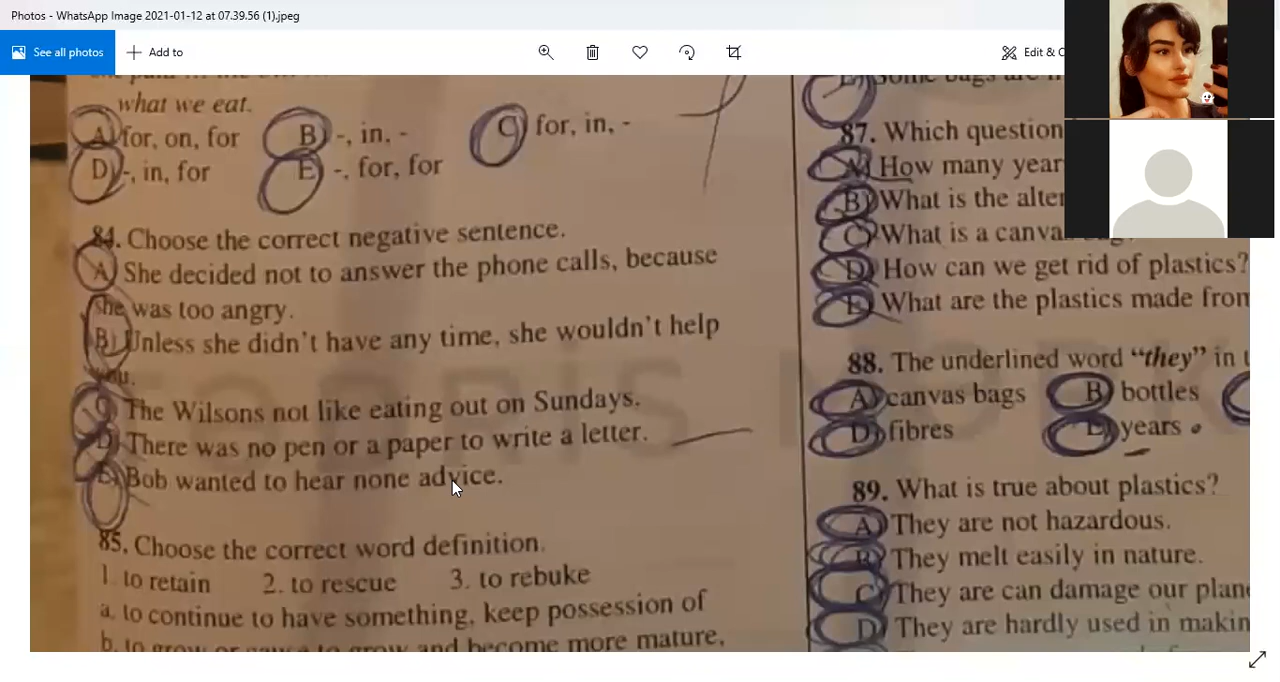 Photos - WhatsApp Image 2021-01-12 at 07.39.56 (1).jpeg
See all photos
Add to
Edit & C
what we eat.
A) for, on, for B) -, in, - C) for, in, -
D) -, in, for E) -, for, for
84. Choose the correct negative sentence.
A) She decided not to answer the phone calls, because
she was too angry.
B) Unless she didn't have any time, she wouldn't help
you.
C) The Wilsons not like eating out on Sundays.
D) There was no pen or a paper to write a letter.
E) Bob wanted to hear none advice.
85. Choose the correct word definition.
1. to retain 2. to rescue 3. to rebuke
a. to continue to have something, keep possession of
b. to grow and become more mature,
E) Some bags are
87. Which question
A) How many year
B) What is the alter
C) What is a canva
D) How can we get rid of plastics?
E) What are the plastics made from
88. The underlined word "they" in
A) canvas bags B) bottles
D) fibres E) years
89. What is true about plastics?
A) They are not hazardous.
B) They melt easily in nature.
C) They are can damage our plane
D) They are hardly used in makin